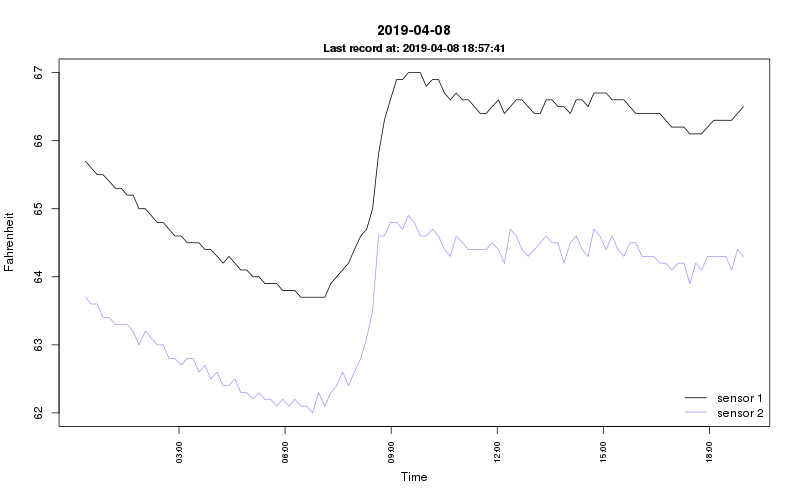 2019-04-08
Last record at: 2019-04-08 18:57:41
Fahrenheit
67
66
65
64
63
62
03:00
06:00
09:00
12:00
15:00
18:00
Time
sensor 1
sensor 2